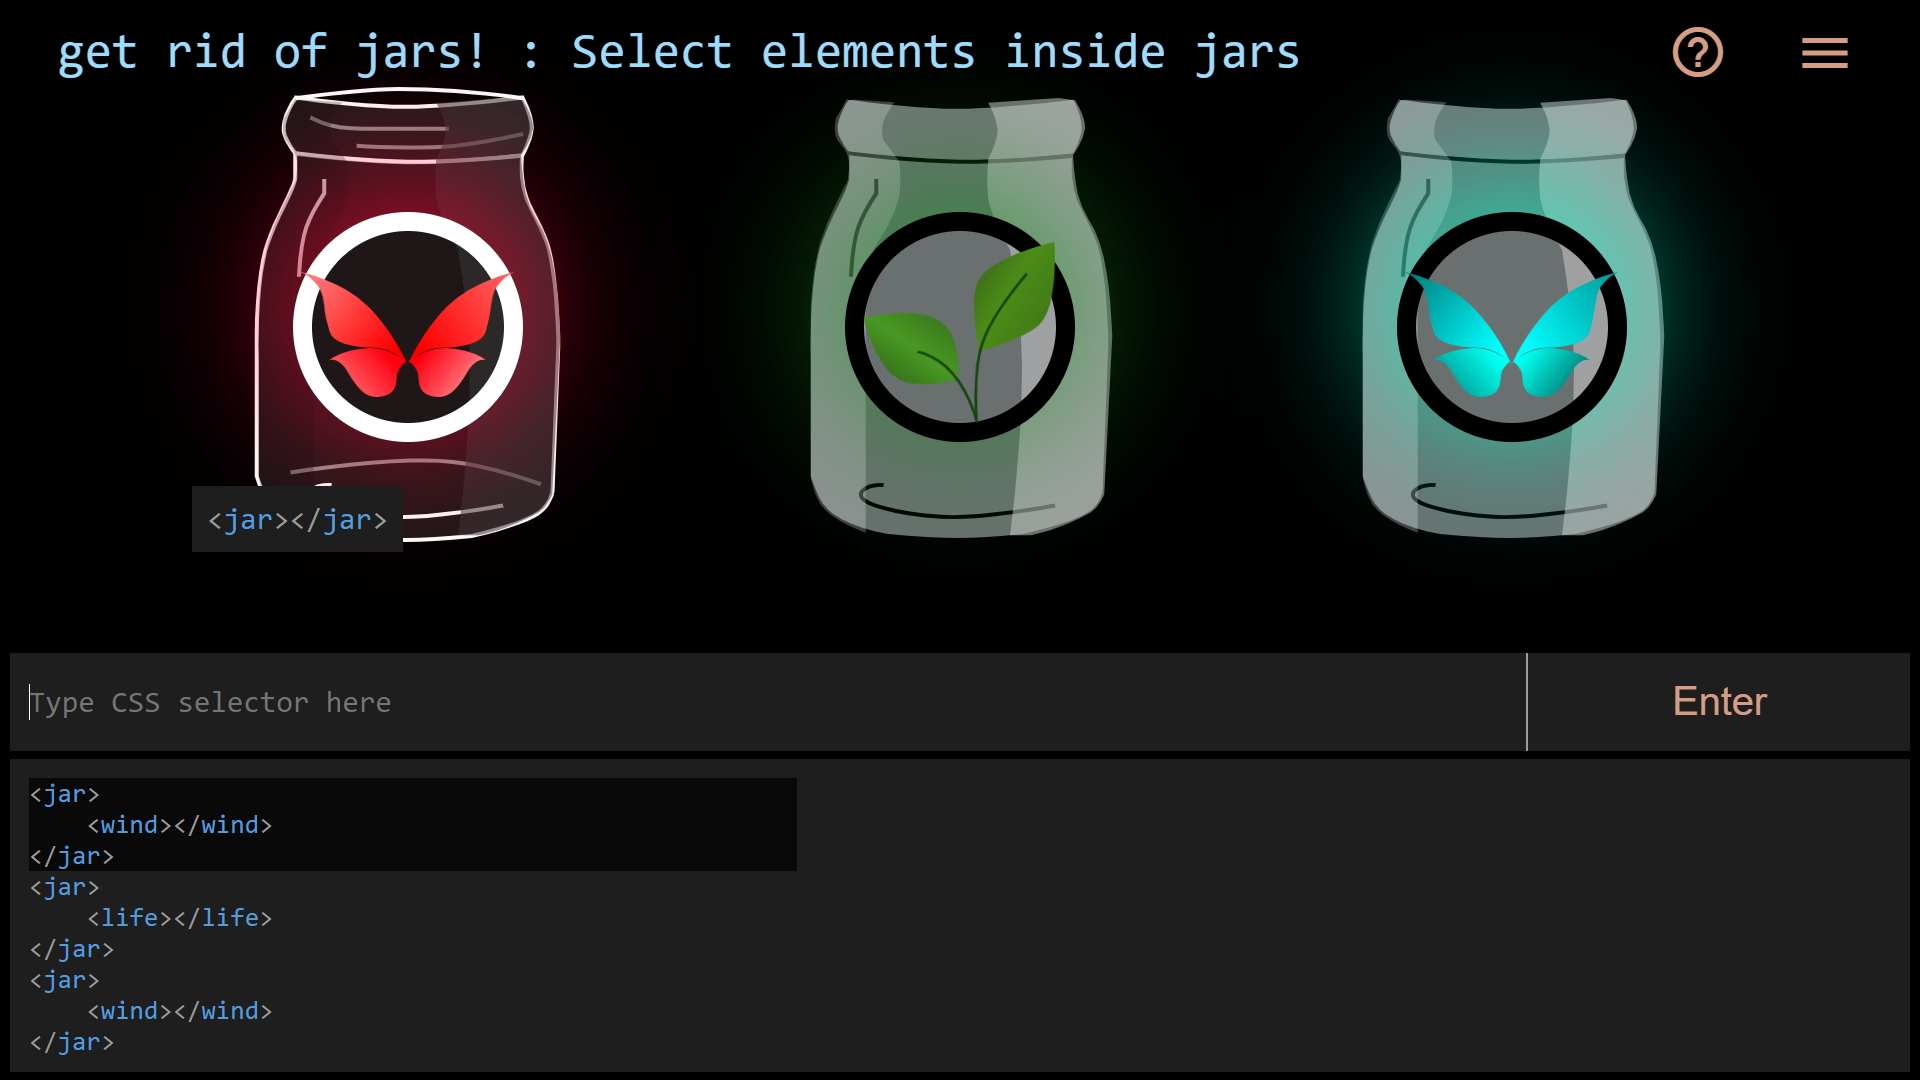 get rid of jars! : Select elements inside jars
<jar></jar>
Type CSS selector here
Enter
<jar>
    <wind></wind>
</jar>
<jar>
    <life></life>
</jar>
<jar>
    <wind></wind>
</jar>